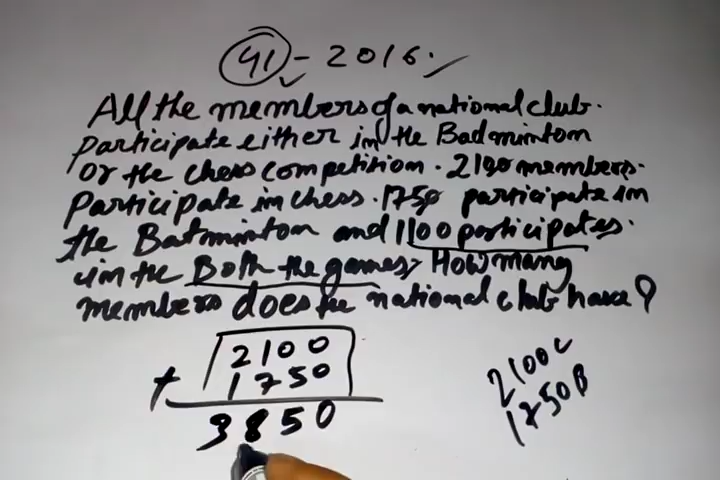 41 - 2016.
All the members of a national club.
Participate either in the Badminton
Or the chess competition. 2100 members.
Participate in chess. 1750 participate in
the Batminton and 1100 participates.
in the Both the games, How many
members does the national club have?
2100
+ 1750
3850
2100 C
1750 B